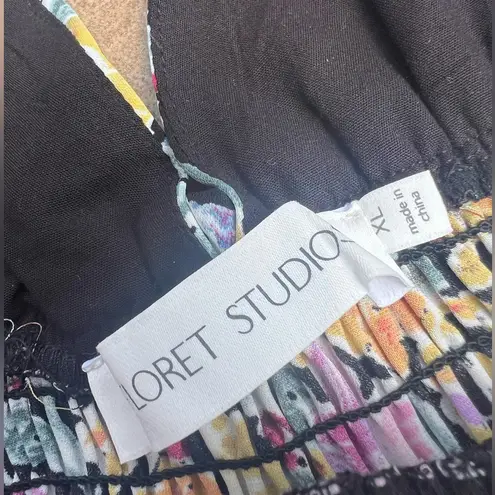 LORET STUDIOS
XL
made in
china